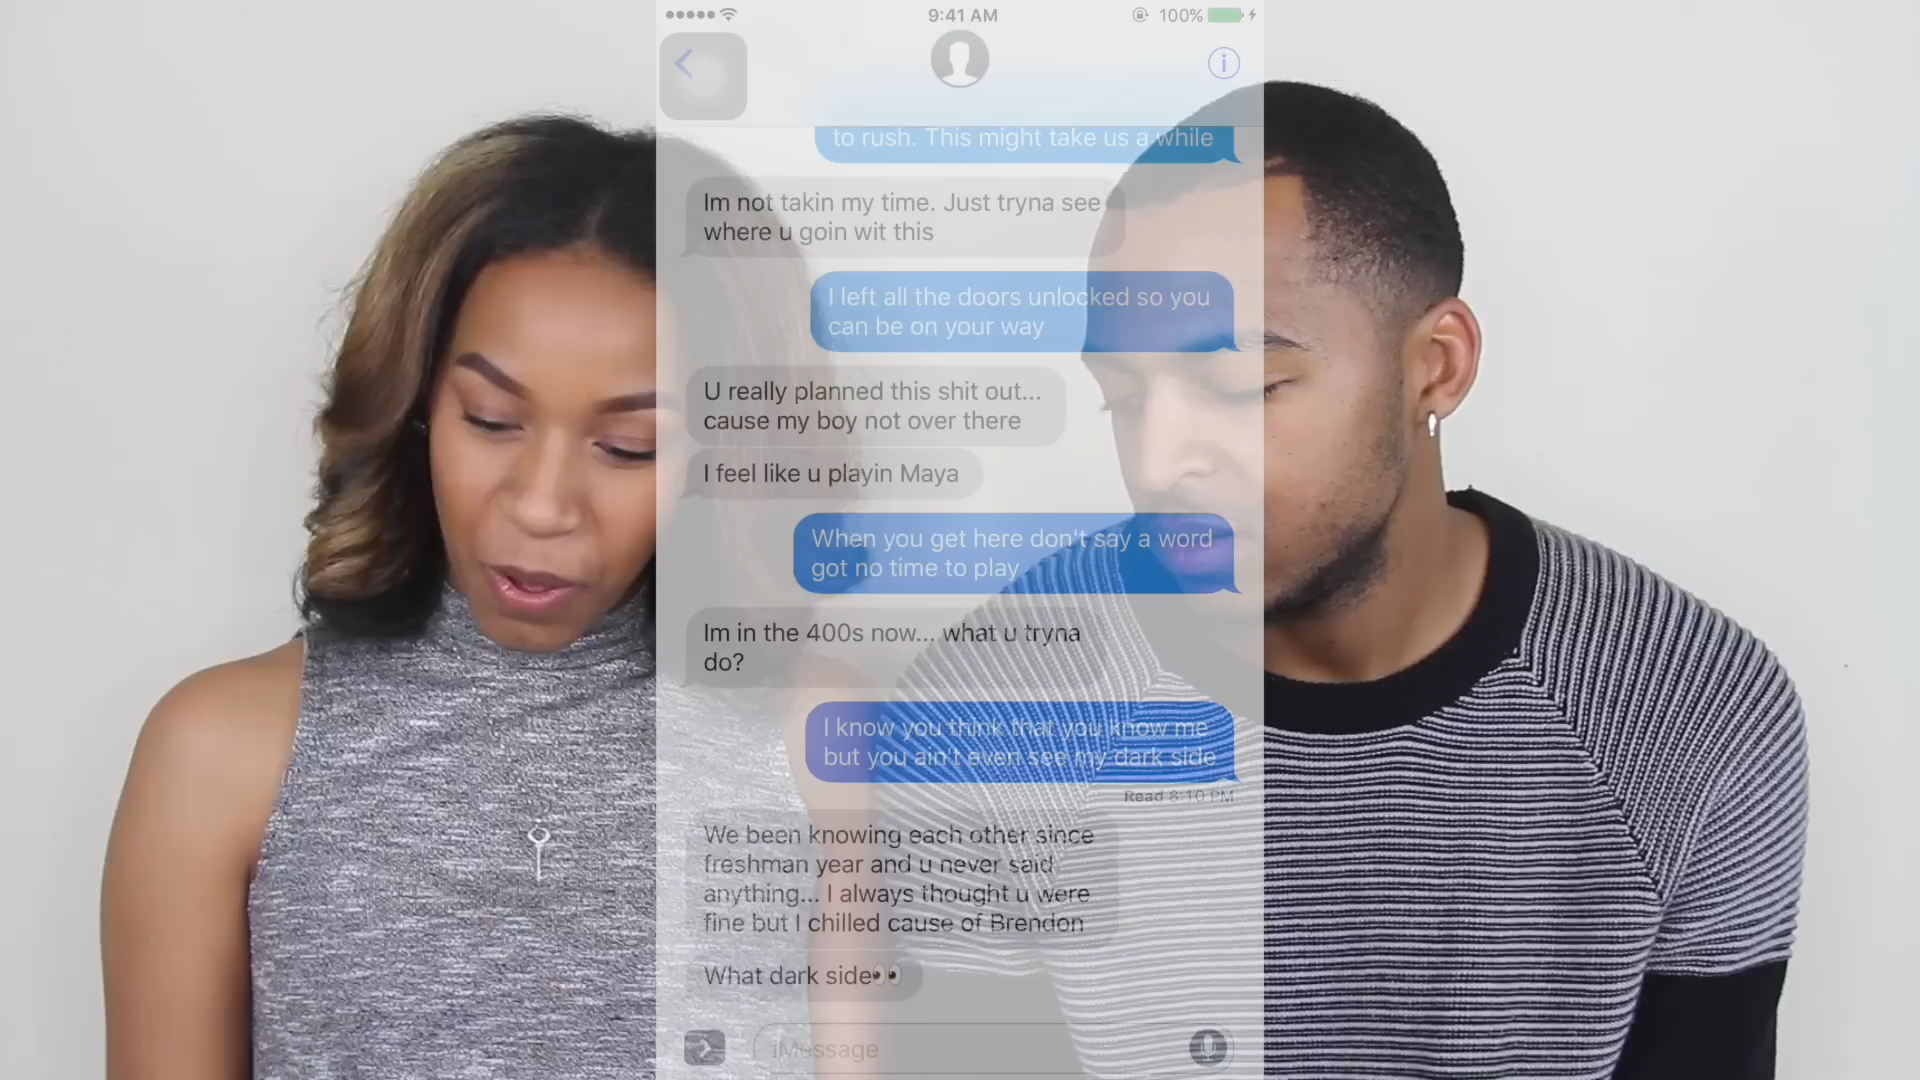 9:41 AM
100%
to rush. This might take us a while
Im not takin my time. Just tryna see
where u goin wit this
I left all the doors unlocked so you
can be on your way
U really planned this shit out...
cause my boy not over there
I feel like u playin Maya
When you get here don't say a word
got no time to play
Im in the 400s now... what u tryna
do?
I know you think that you know me
but you ain't even see my dark side
Read 8:10 PM
We been knowing each other since
freshman year and u never said
anything... I always thought u were
fine but I chilled cause of Brendon
What dark side👀
iMessage